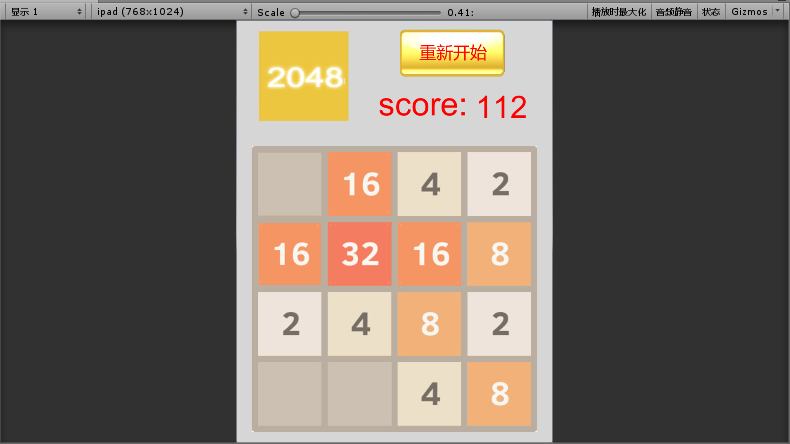 显示 1 ipad (768x1024) Scale 0.41: 播放时最大化 音频静音 状态 Gizmos
2048
重新开始
score: 112
16 4 2
16 32 16 8
2 4 8 2
4 8